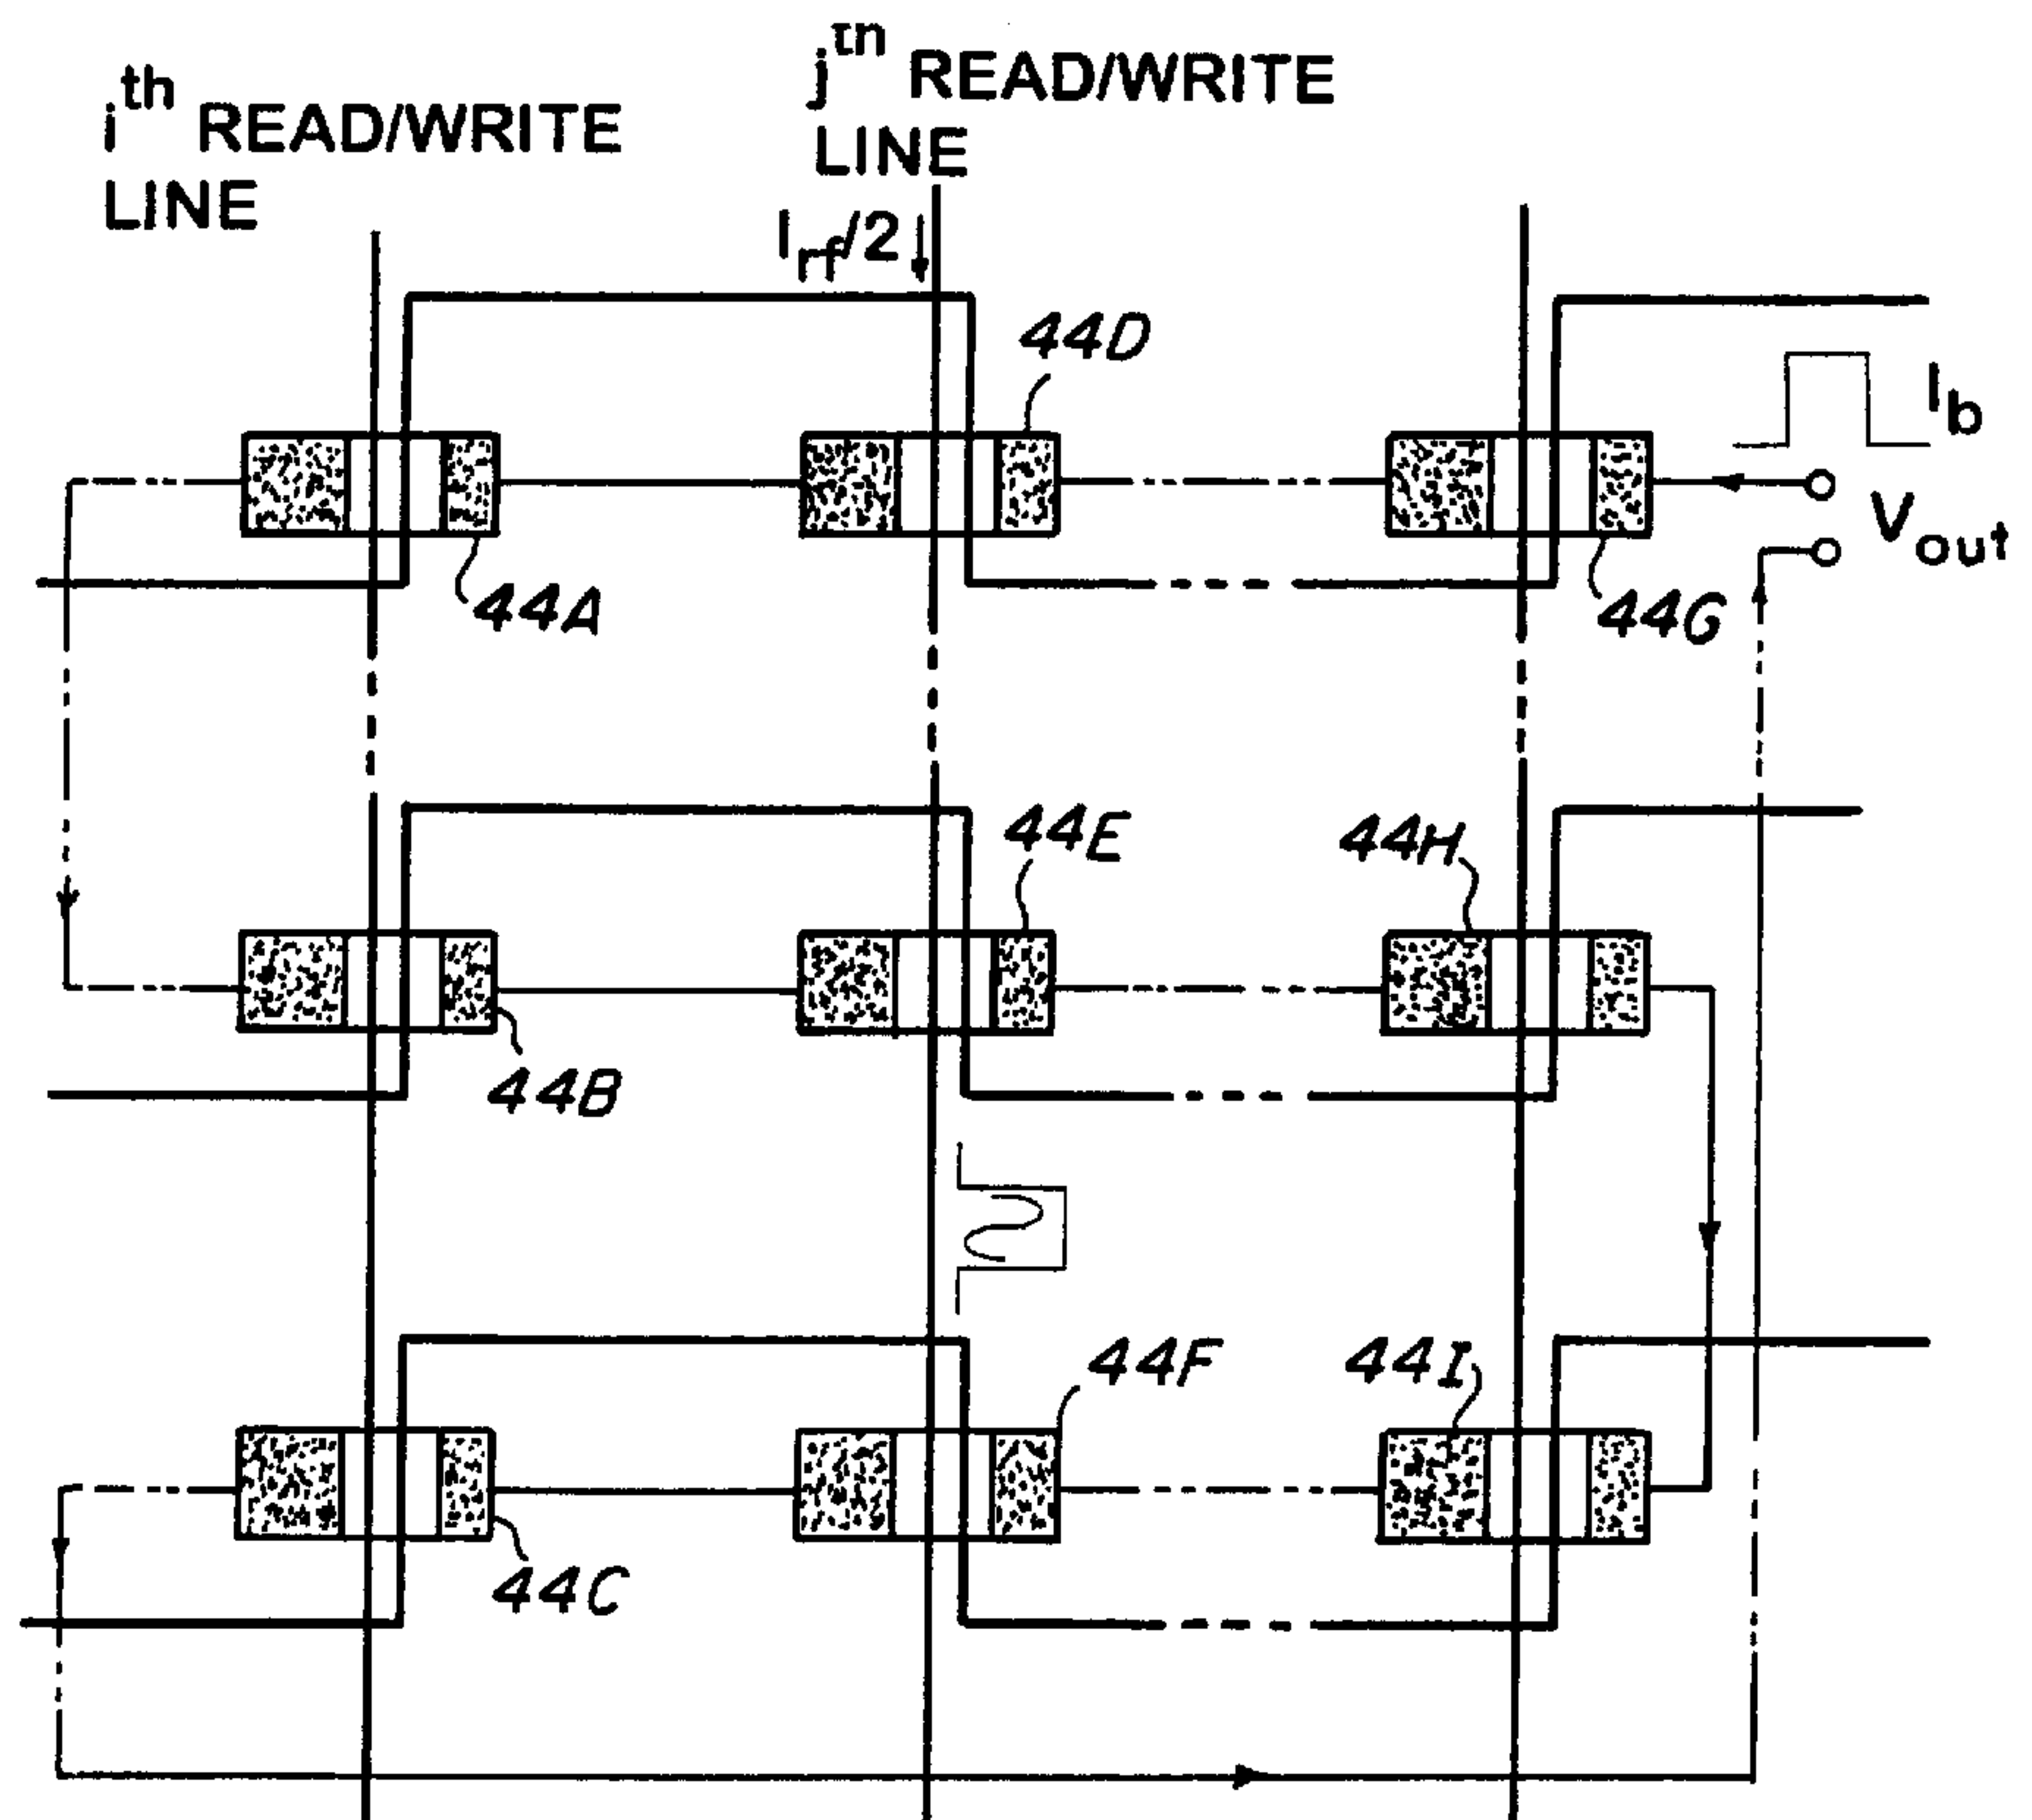 i^th READ/WRITE
LINE
j^th READ/WRITE
LINE
I_rf/2
44D
I_b
V_out
44A
44G
44E
44H
44B
44F
44I
44C